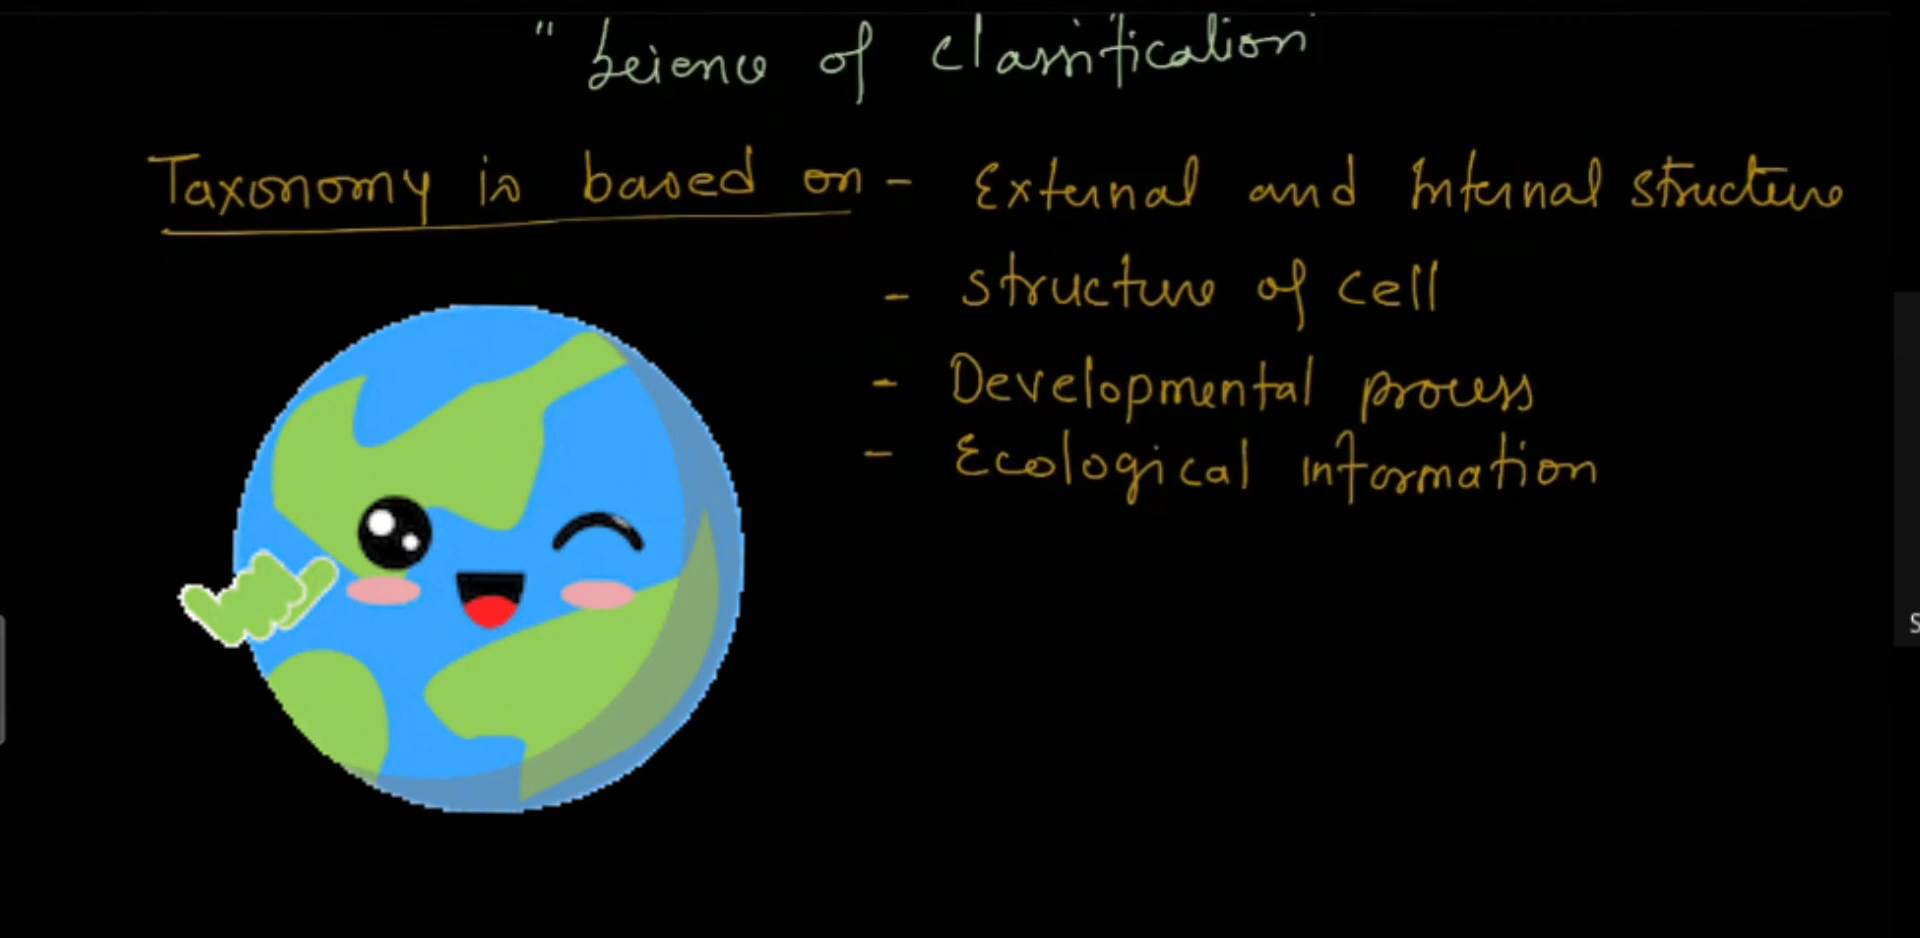 " Science of classification
Taxonomy is based on - External and Internal structure
- structure of cell
- Developmental process
- Ecological information
S